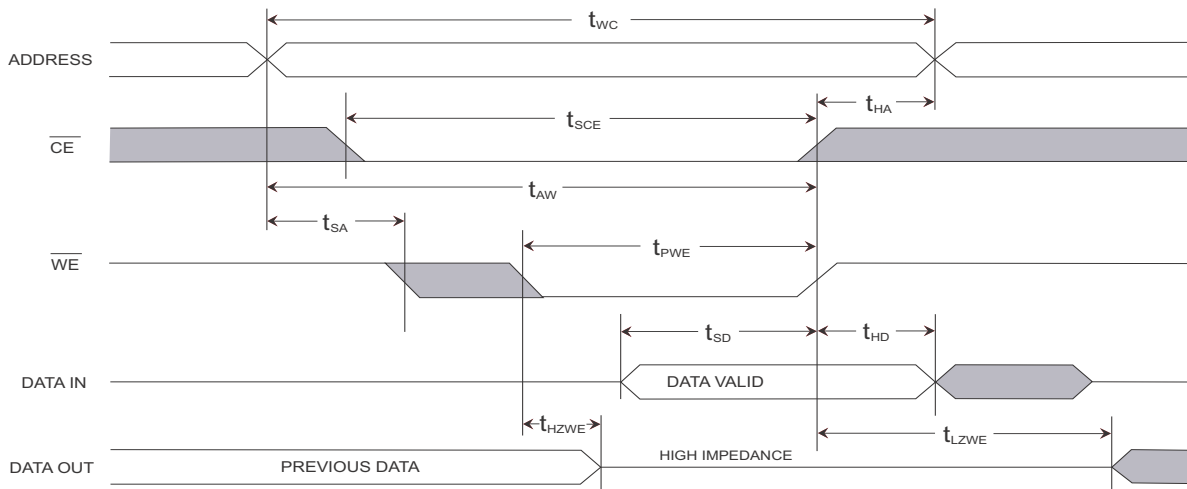 tWC
ADDRESS
tHA
CE
tSCE
tAW
tSA
WE
tPWE
tSD
tHD
DATA IN
DATA VALID
tHZWE
tLZWE
DATA OUT
PREVIOUS DATA
HIGH IMPEDANCE